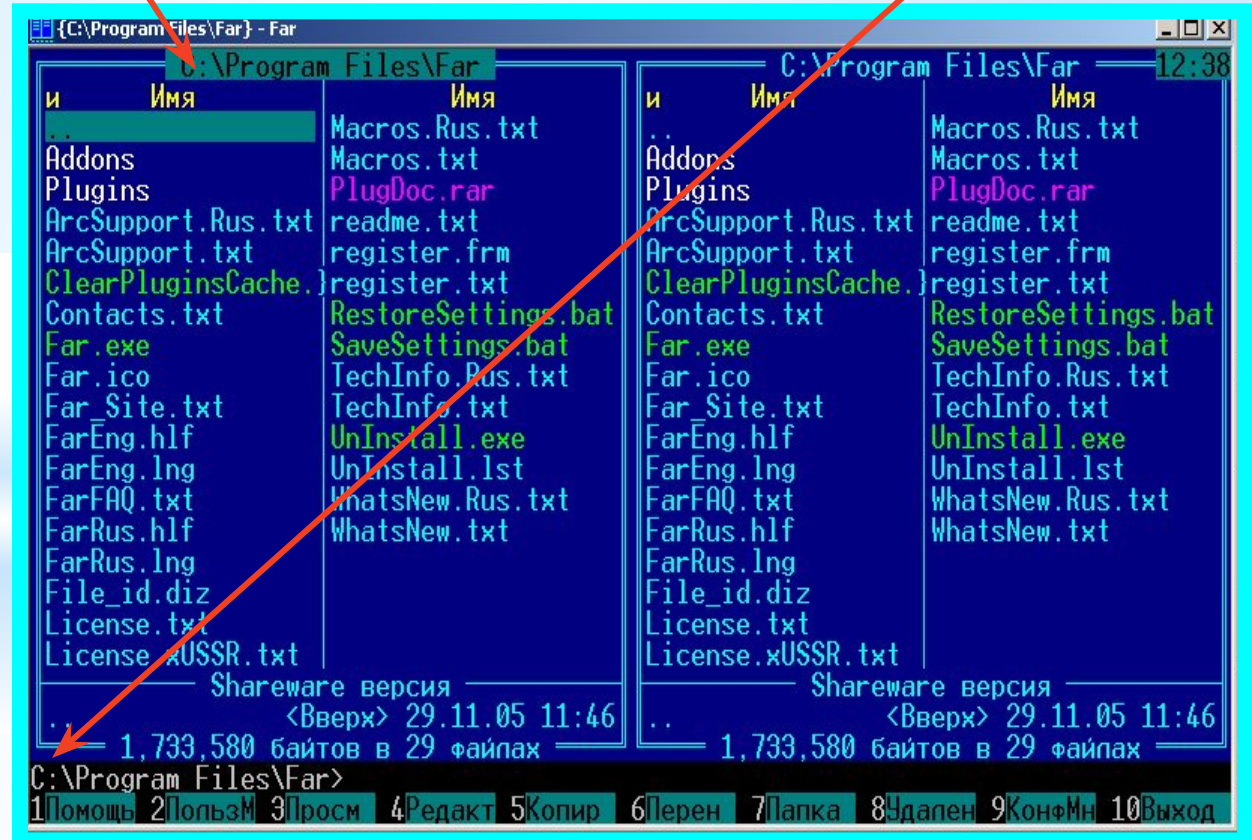 {C:\Program Files\Far} - Far
C:\Program Files\Far C:\Program Files\Far 12:38
и Имя Имя и Имя Имя
.. Macros.Rus.txt .. Macros.Rus.txt
Addons Macros.txt Addons Macros.txt
Plugins PlugDoc.rar Plugins PlugDoc.rar
ArcSupport.Rus.txt readme.txt ArcSupport.Rus.txt readme.txt
ArcSupport.txt register.frm ArcSupport.txt register.frm
ClearPluginsCache.} register.txt ClearPluginsCache.} register.txt
Contacts.txt RestoreSettings.bat Contacts.txt RestoreSettings.bat
Far.exe SaveSettings.bat Far.exe SaveSettings.bat
Far.ico TechInfo.Rus.txt Far.ico TechInfo.Rus.txt
Far_Site.txt TechInfo.txt Far_Site.txt TechInfo.txt
FarEng.hlf UnInstall.exe FarEng.hlf UnInstall.exe
FarEng.lng UnInstall.lst FarEng.lng UnInstall.lst
FarFAQ.txt WhatsNew.Rus.txt FarFAQ.txt WhatsNew.Rus.txt
FarRus.hlf WhatsNew.txt FarRus.hlf WhatsNew.txt
FarRus.lng FarRus.lng
File_id.diz File_id.diz
License.txt License.txt
License.xUSSR.txt License.xUSSR.txt
Shareware версия Shareware версия
.. <Вверх> 29.11.05 11:46 .. <Вверх> 29.11.05 11:46
1,733,580 байтов в 29 файлах 1,733,580 байтов в 29 файлах
C:\Program Files\Far>
1Помощь 2ПользМ 3Просм 4Редакт 5Копир 6Перен 7Папка 8Удален 9КонфМн 10Выход